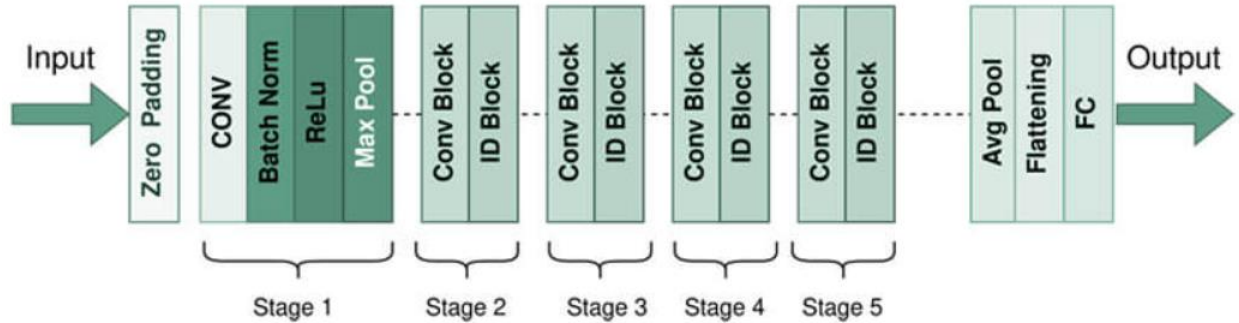 Input
Zero Padding
CONV
Batch Norm
ReLu
Max Pool
Conv Block
ID Block
Conv Block
ID Block
Conv Block
ID Block
Conv Block
ID Block
Avg Pool
Flattening
FC
Output
Stage 1
Stage 2
Stage 3
Stage 4
Stage 5